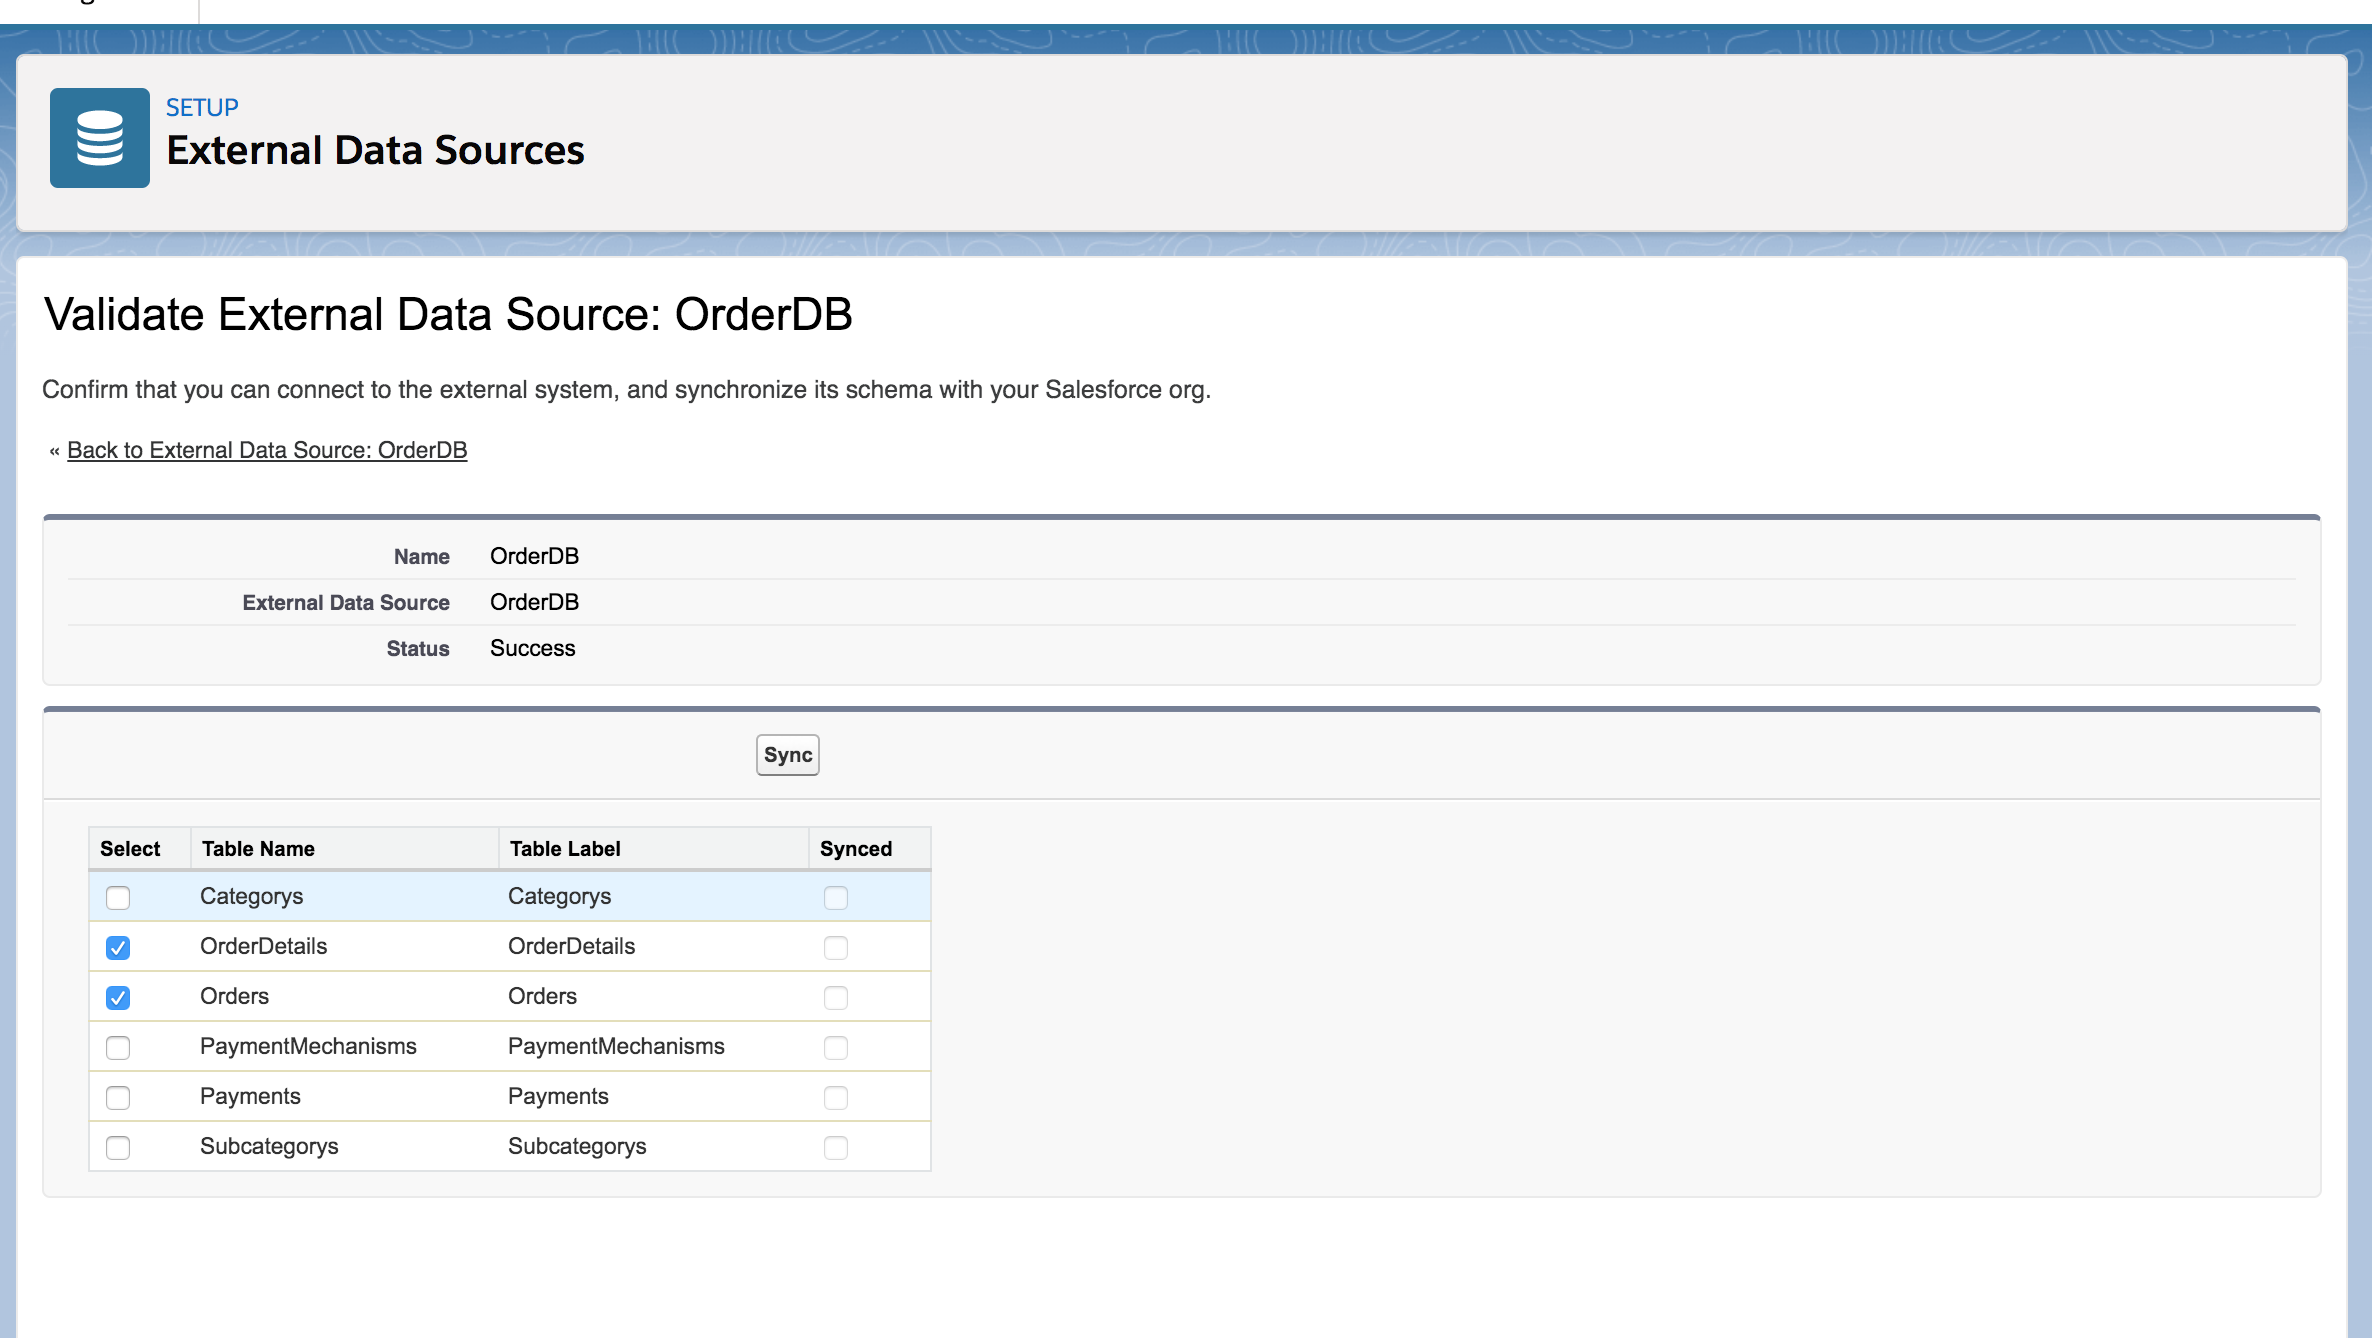 SETUP
External Data Sources
Validate External Data Source: OrderDB
Confirm that you can connect to the external system, and synchronize its schema with your Salesforce org.
« Back to External Data Source: OrderDB
Name OrderDB
External Data Source OrderDB
Status Success
Sync
Select Table Name Table Label Synced
Categorys Categorys
OrderDetails OrderDetails
Orders Orders
PaymentMechanisms PaymentMechanisms
Payments Payments
Subcategorys Subcategorys